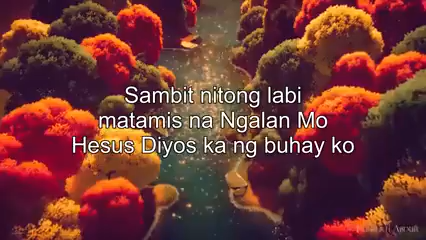 Sambit nitong labi
matamis na Ngalan Mo
Hesus Diyos ka ng buhay ko